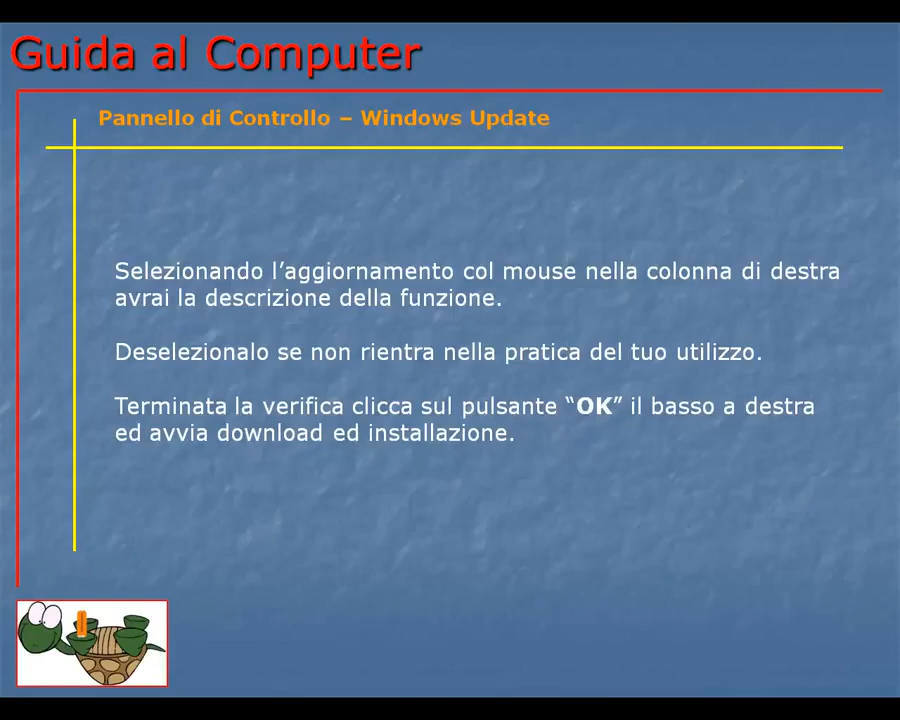 Guida al Computer
Pannello di Controllo – Windows Update
Selezionando l’aggiornamento col mouse nella colonna di destra
avrai la descrizione della funzione.
Deselezionalo se non rientra nella pratica del tuo utilizzo.
Terminata la verifica clicca sul pulsante “OK” il basso a destra
ed avvia download ed installazione.